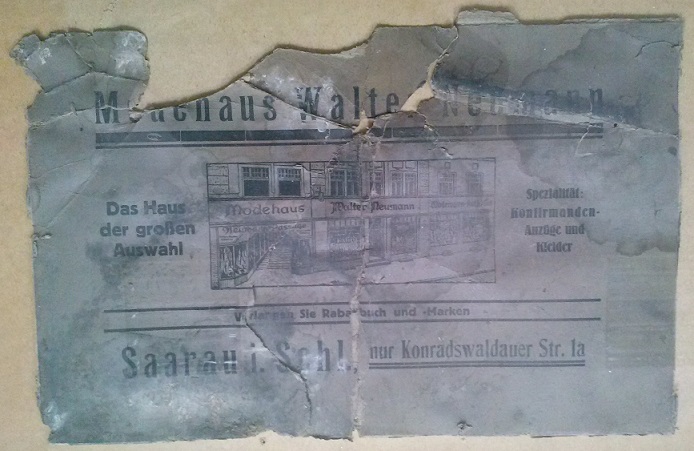 Modehaus Walter Neumann
Das Haus
der großen
Auswahl
Modehaus Walter Neumann
Spezialität:
Konfirmanden-
Anzüge und
Kleider
Verlangen Sie Rabattbuch und -Marken
Saarau i. Schl., nur Konradswaldauer Str. 1a